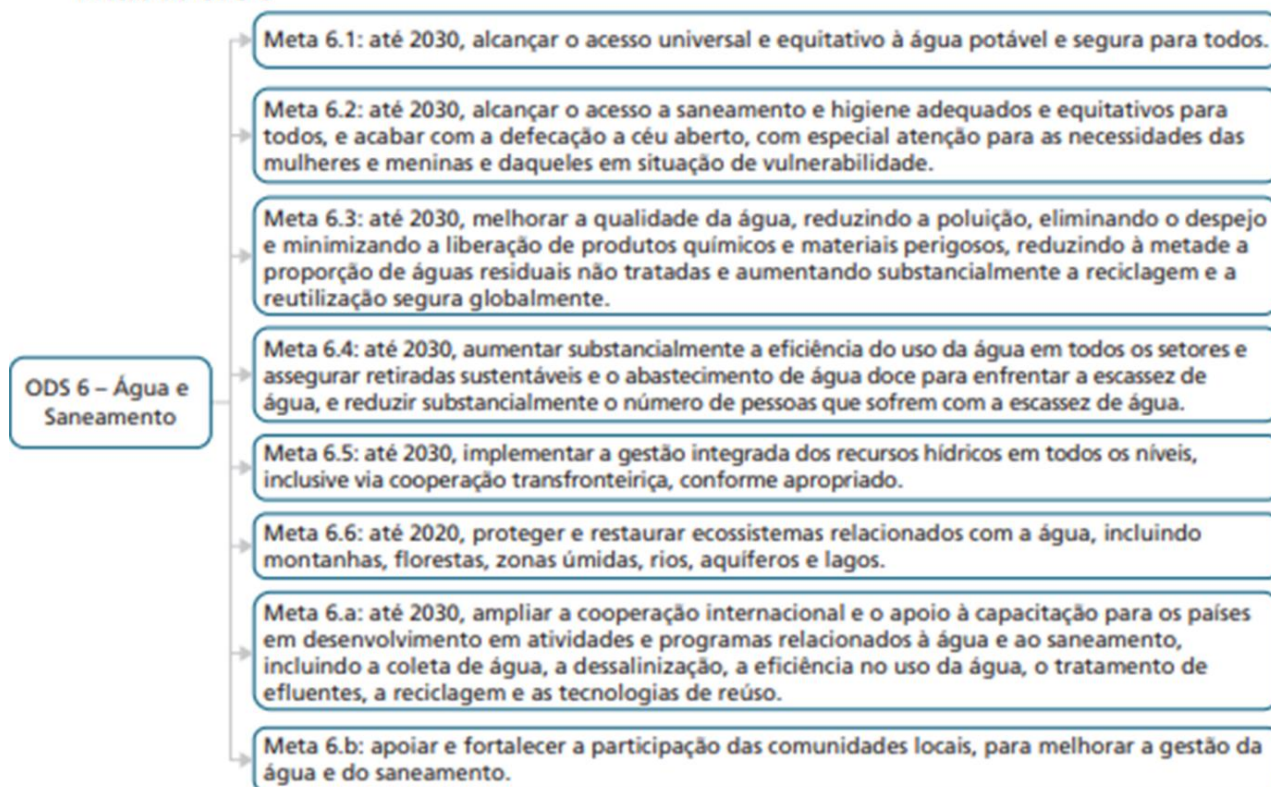 Meta 6.1: até 2030, alcançar o acesso universal e equitativo à água potável e segura para todos.
Meta 6.2: até 2030, alcançar o acesso a saneamento e higiene adequados e equitativos para
todos, e acabar com a defecação a céu aberto, com especial atenção para as necessidades das
mulheres e meninas e daqueles em situação de vulnerabilidade.
Meta 6.3: até 2030, melhorar a qualidade da água, reduzindo a poluição, eliminando o despejo
e minimizando a liberação de produtos químicos e materiais perigosos, reduzindo à metade a
proporção de águas residuais não tratadas e aumentando substancialmente a reciclagem e a
reutilização segura globalmente.
ODS 6 – Água e
Saneamento
Meta 6.4: até 2030, aumentar substancialmente a eficiência do uso da água em todos os setores e
assegurar retiradas sustentáveis e o abastecimento de água doce para enfrentar a escassez de
água, e reduzir substancialmente o número de pessoas que sofrem com a escassez de água.
Meta 6.5: até 2030, implementar a gestão integrada dos recursos hídricos em todos os níveis,
inclusive via cooperação transfronteiriça, conforme apropriado.
Meta 6.6: até 2020, proteger e restaurar ecossistemas relacionados com a água, incluindo
montanhas, florestas, zonas úmidas, rios, aquíferos e lagos.
Meta 6.a: até 2030, ampliar a cooperação internacional e o apoio à capacitação para os países
em desenvolvimento em atividades e programas relacionados à água e ao saneamento,
incluindo a coleta de água, a dessalinização, a eficiência no uso da água, o tratamento de
efluentes, a reciclagem e as tecnologias de reúso.
Meta 6.b: apoiar e fortalecer a participação das comunidades locais, para melhorar a gestão da
água e do saneamento.